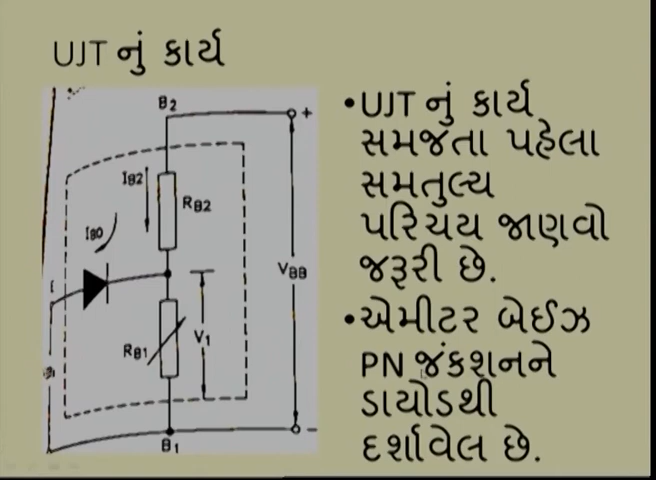 UJT નું કાર્ય
B2
+
IB2
RB2
IEO
VBB
RB1
V1
B1
-
•UJT નું કાર્ય
સમજતા પહેલા
સમતુલ્ય
પરિચય જાણવો
જરૂરી છે.
•એમીટર બેઈઝ
PN જંકશનને
ડાયોડથી
દર્શાવેલ છે.